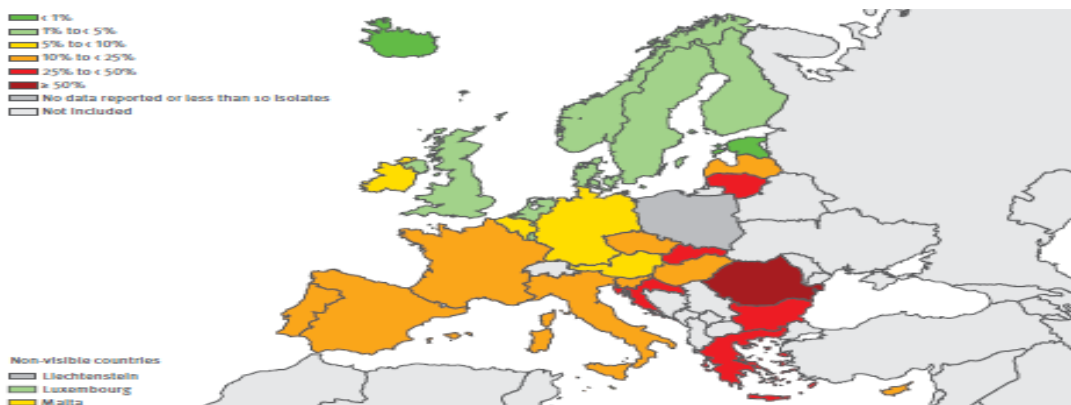 < 1%
1% to < 5%
5% to < 10%
10% to < 25%
25% to < 50%
≥ 50%
No data reported or less than 10 isolates
Not included
Non-visible countries
Liechtenstein
Luxembourg
Malta